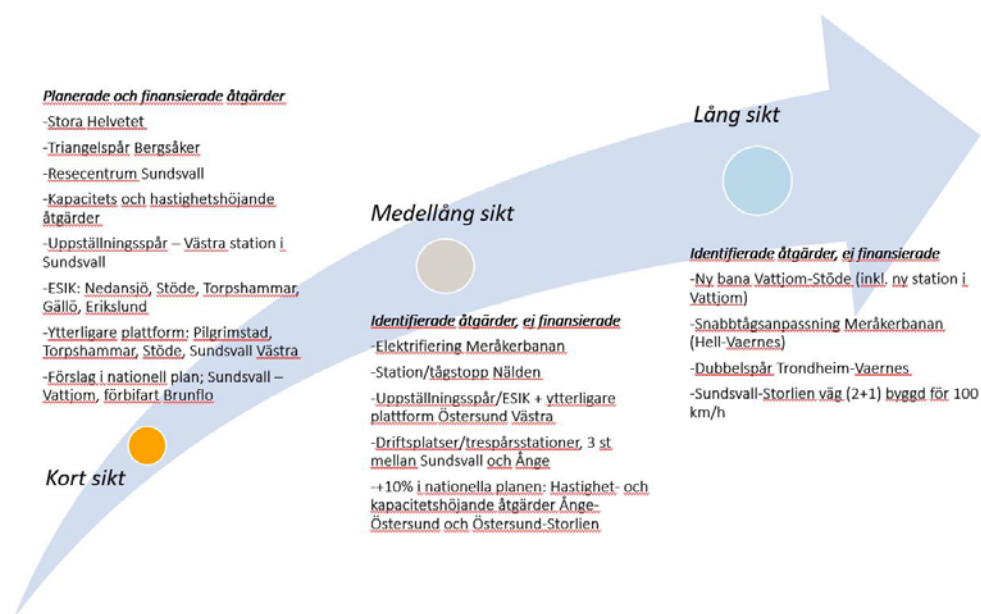 Planerade och finansierade åtgärder
-Stora Helvetet
-Triangelspår Bergsåker
-Resecentrum Sundsvall
-Kapacitets och hastighetshöjande
åtgärder
-Uppställningsspår – Västra station i
Sundsvall
-ESIK: Nedansjö, Stöde, Torpshammar,
Gällö, Erikslund
-Ytterligare plattform: Pilgrimstad,
Torpshammar, Stöde, Sundsvall Västra
-Förslag i nationell plan; Sundsvall –
Vattjom, förbifart Brunflo
Kort sikt
Medellång sikt
Identifierade åtgärder, ej finansierade
-Elektrifiering Meråkerbanan
-Station/tågstopp Nälden
-Uppställningsspår/ESIK + ytterligare
plattform Östersund Västra
-Driftsplatser/trespårsstationer, 3 st
mellan Sundsvall och Ånge
-+10% i nationella planen: Hastighet- och
kapacitetshöjande åtgärder Ånge-
Östersund och Östersund-Storlien
Lång sikt
Identifierade åtgärder, ej finansierade
-Ny bana Vattjom-Stöde (inkl. ny station i
Vattjom)
-Snabbtågsanpassning Meråkerbanan
(Hell-Vaernes)
-Dubbelspår Trondheim-Vaernes
-Sundsvall-Storlien väg (2+1) byggd för 100
km/h